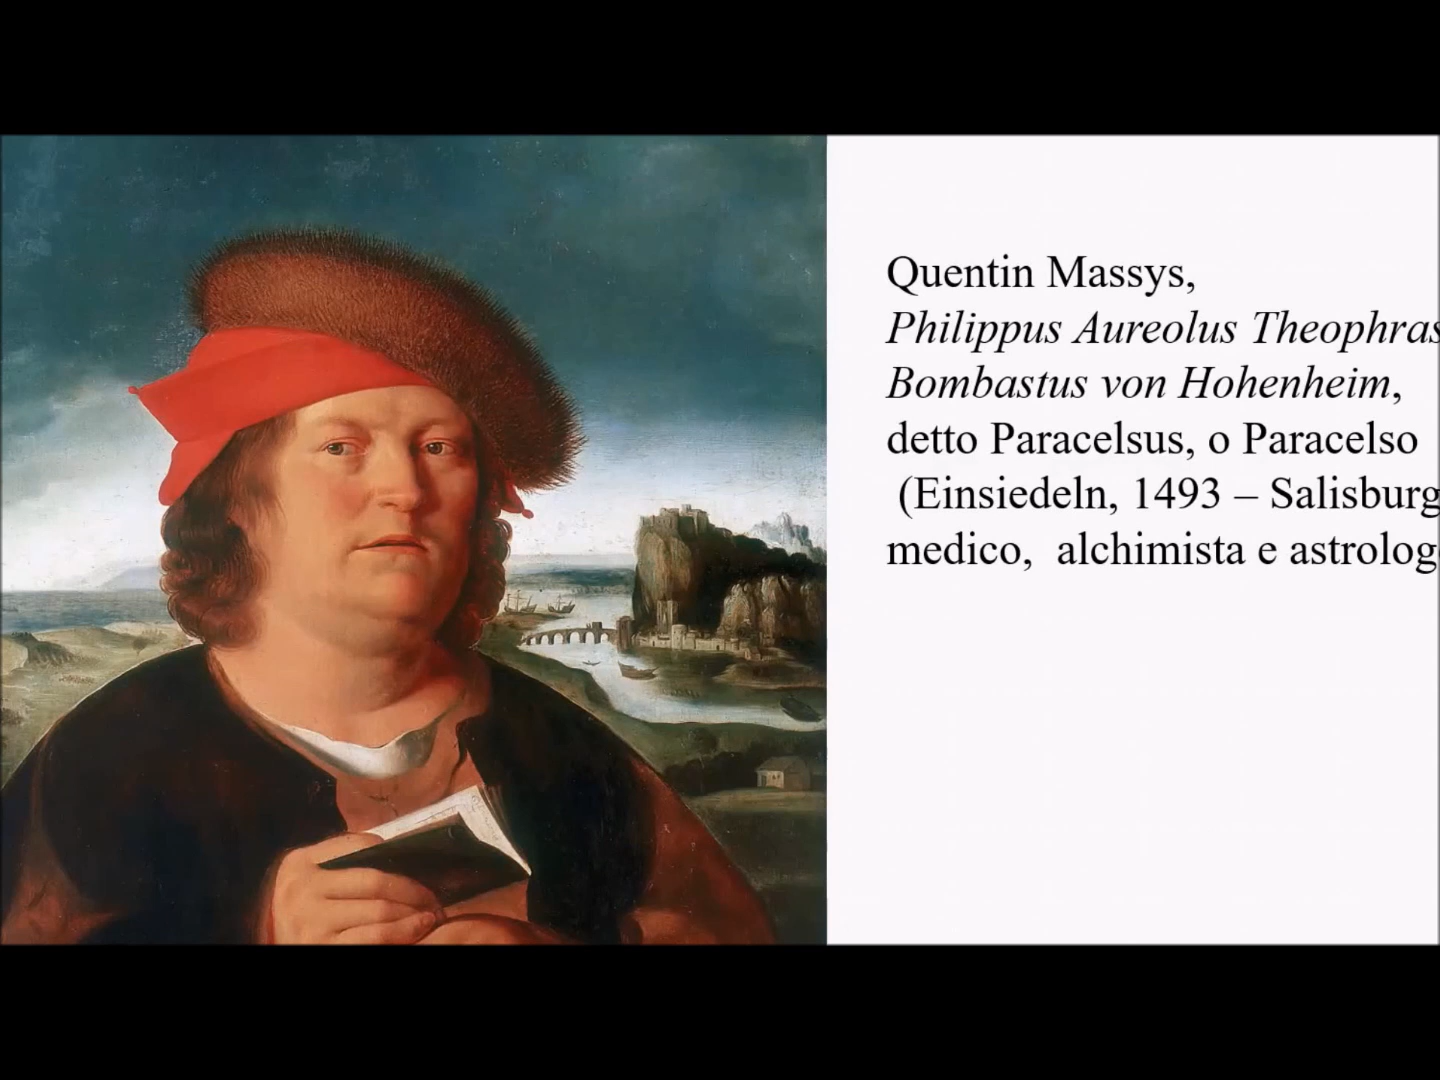 Quentin Massys,
Philippus Aureolus Theophras
Bombastus von Hohenheim,
detto Paracelsus, o Paracelso
(Einsiedeln, 1493 – Salisburg
medico, alchimista e astrolog